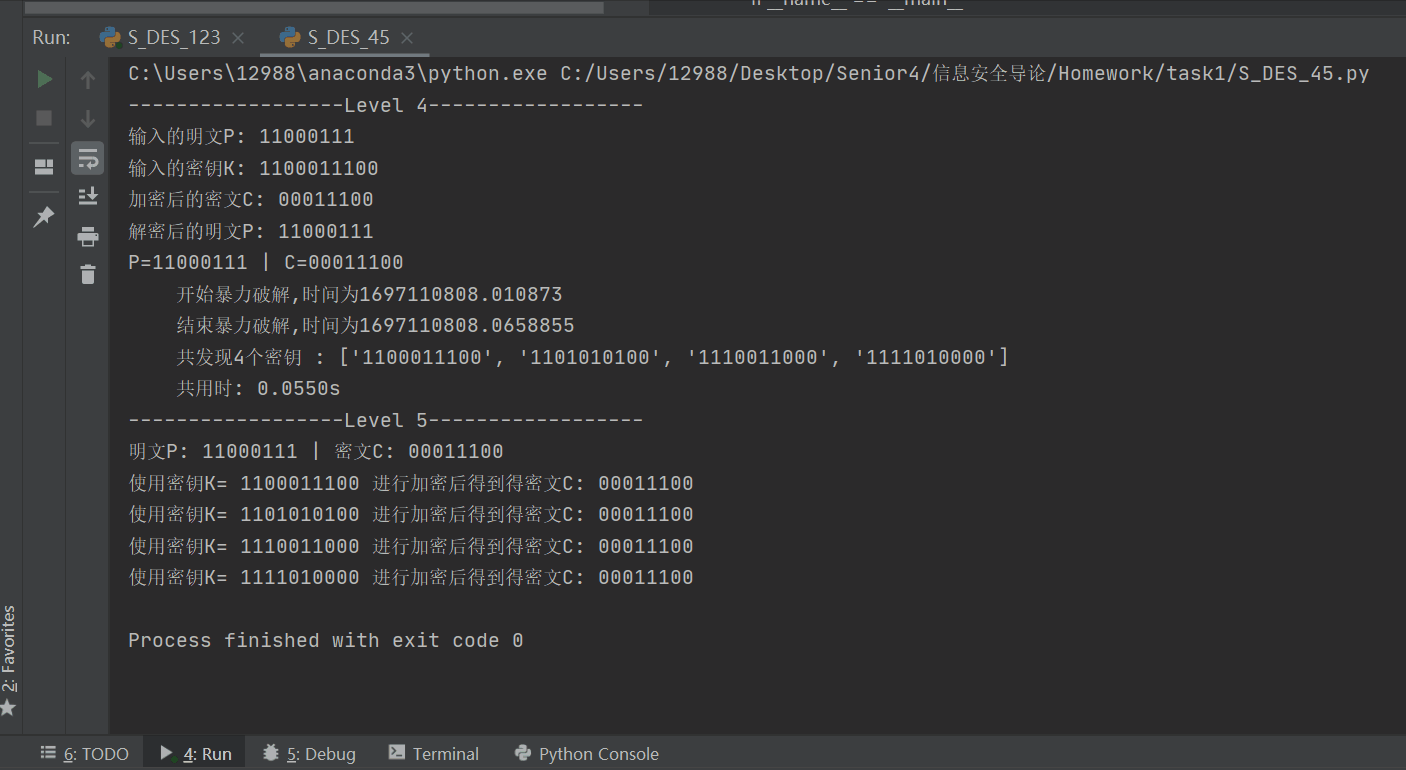 if __name__ == '__main__
Run: S_DES_123 S_DES_45
C:\Users\12988\anaconda3\python.exe C:/Users/12988/Desktop/Senior4/信息安全导论/Homework/task1/S_DES_45.py
------------------Level 4------------------
输入的明文P: 11000111
输入的密钥K: 1100011100
加密后的密文C: 00011100
解密后的明文P: 11000111
P=11000111 | C=00011100
开始暴力破解,时间为1697110808.010873
结束暴力破解,时间为1697110808.0658855
共发现4个密钥 : ['1100011100', '1101010100', '1110011000', '1111010000']
共用时: 0.0550s
------------------Level 5------------------
明文P: 11000111 | 密文C: 00011100
使用密钥K= 1100011100 进行加密后得到得密文C: 00011100
使用密钥K= 1101010100 进行加密后得到得密文C: 00011100
使用密钥K= 1110011000 进行加密后得到得密文C: 00011100
使用密钥K= 1111010000 进行加密后得到得密文C: 00011100
Process finished with exit code 0
2: Favorites
6: TODO 4: Run 5: Debug Terminal Python Console